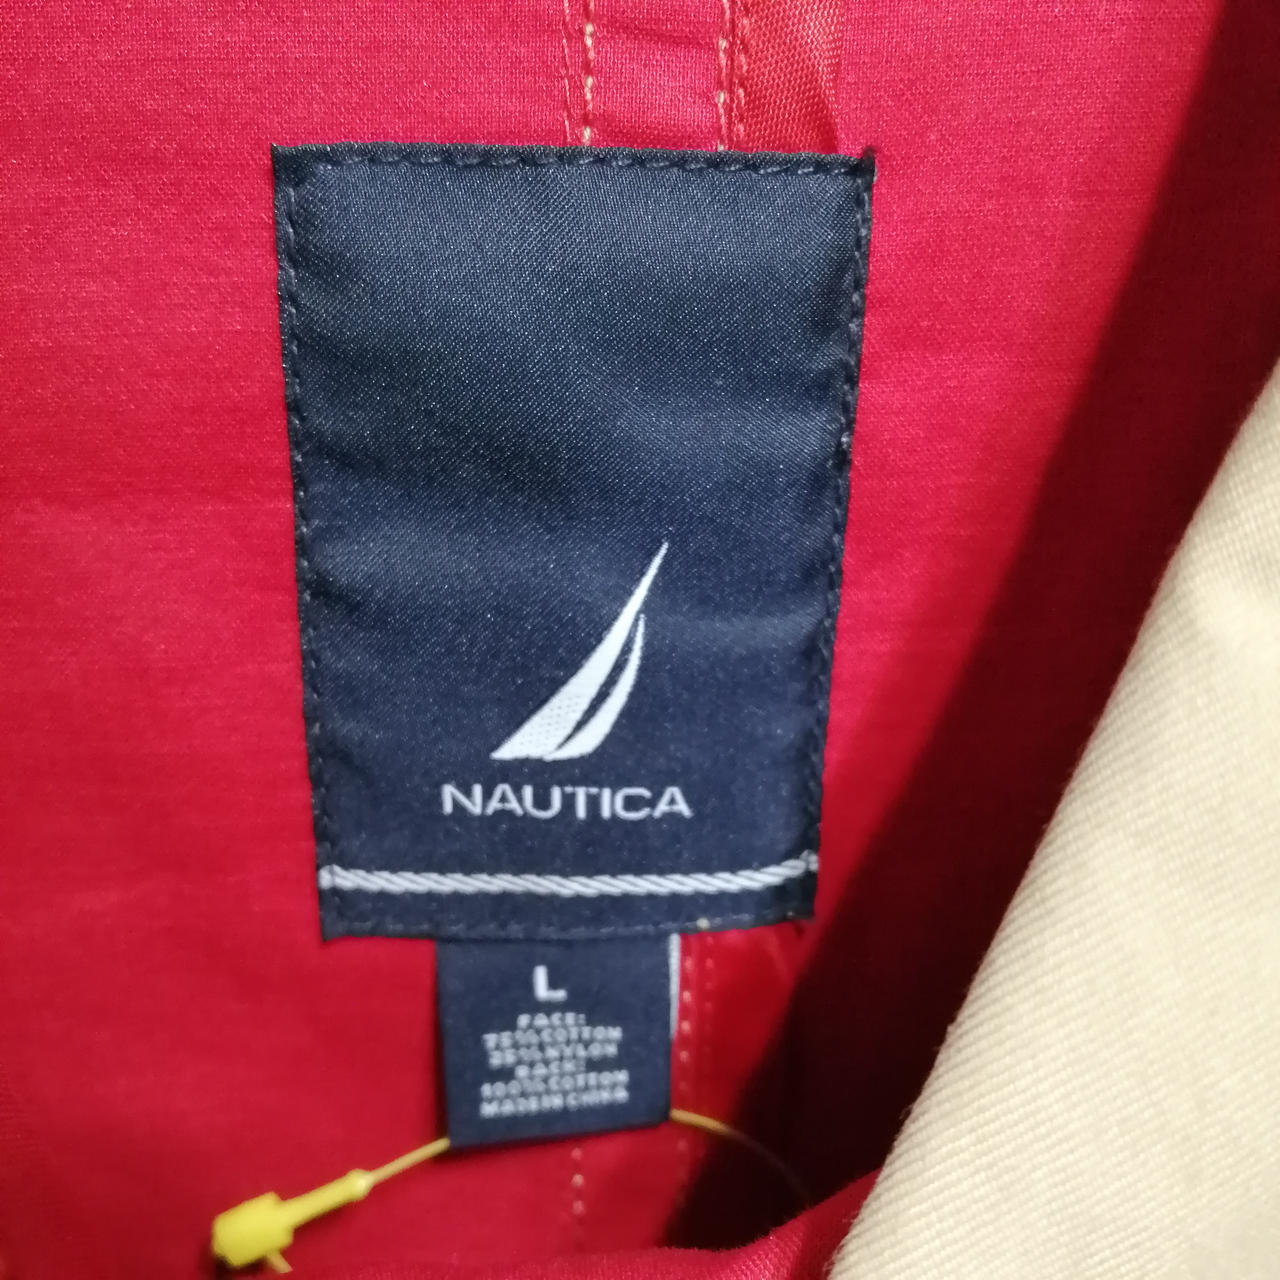 NAUTICA
L
FACE:
75% COTTON
25% NYLON
BACK:
100% COTTON
MADE IN CHINA